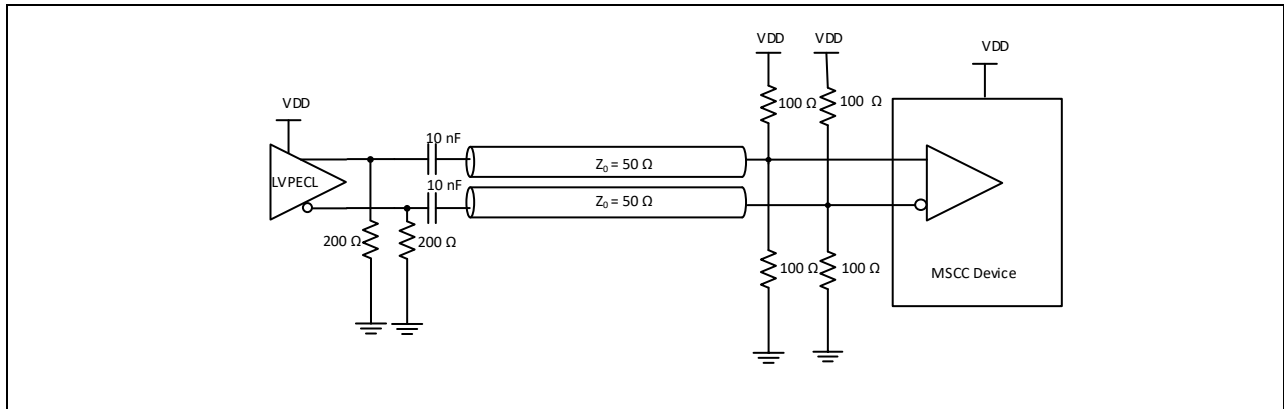 VDD
VDD
VDD
VDD
100 Ω
100 Ω
10 nF
Z0 = 50 Ω
LVPECL
10 nF
Z0 = 50 Ω
200 Ω
200 Ω
100 Ω
100 Ω
MSCC Device